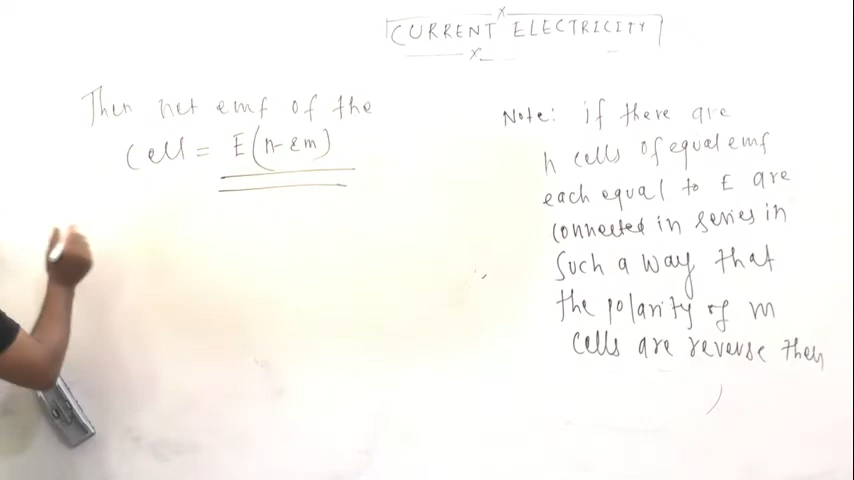 CURRENT ELECTRICITY
Then net emf of the
Cell = E(n-2m)
Note: if there are
n cells of equal emf
each equal to E are
connected in series in
Such a way that
the polarity of m
cells are reverse then